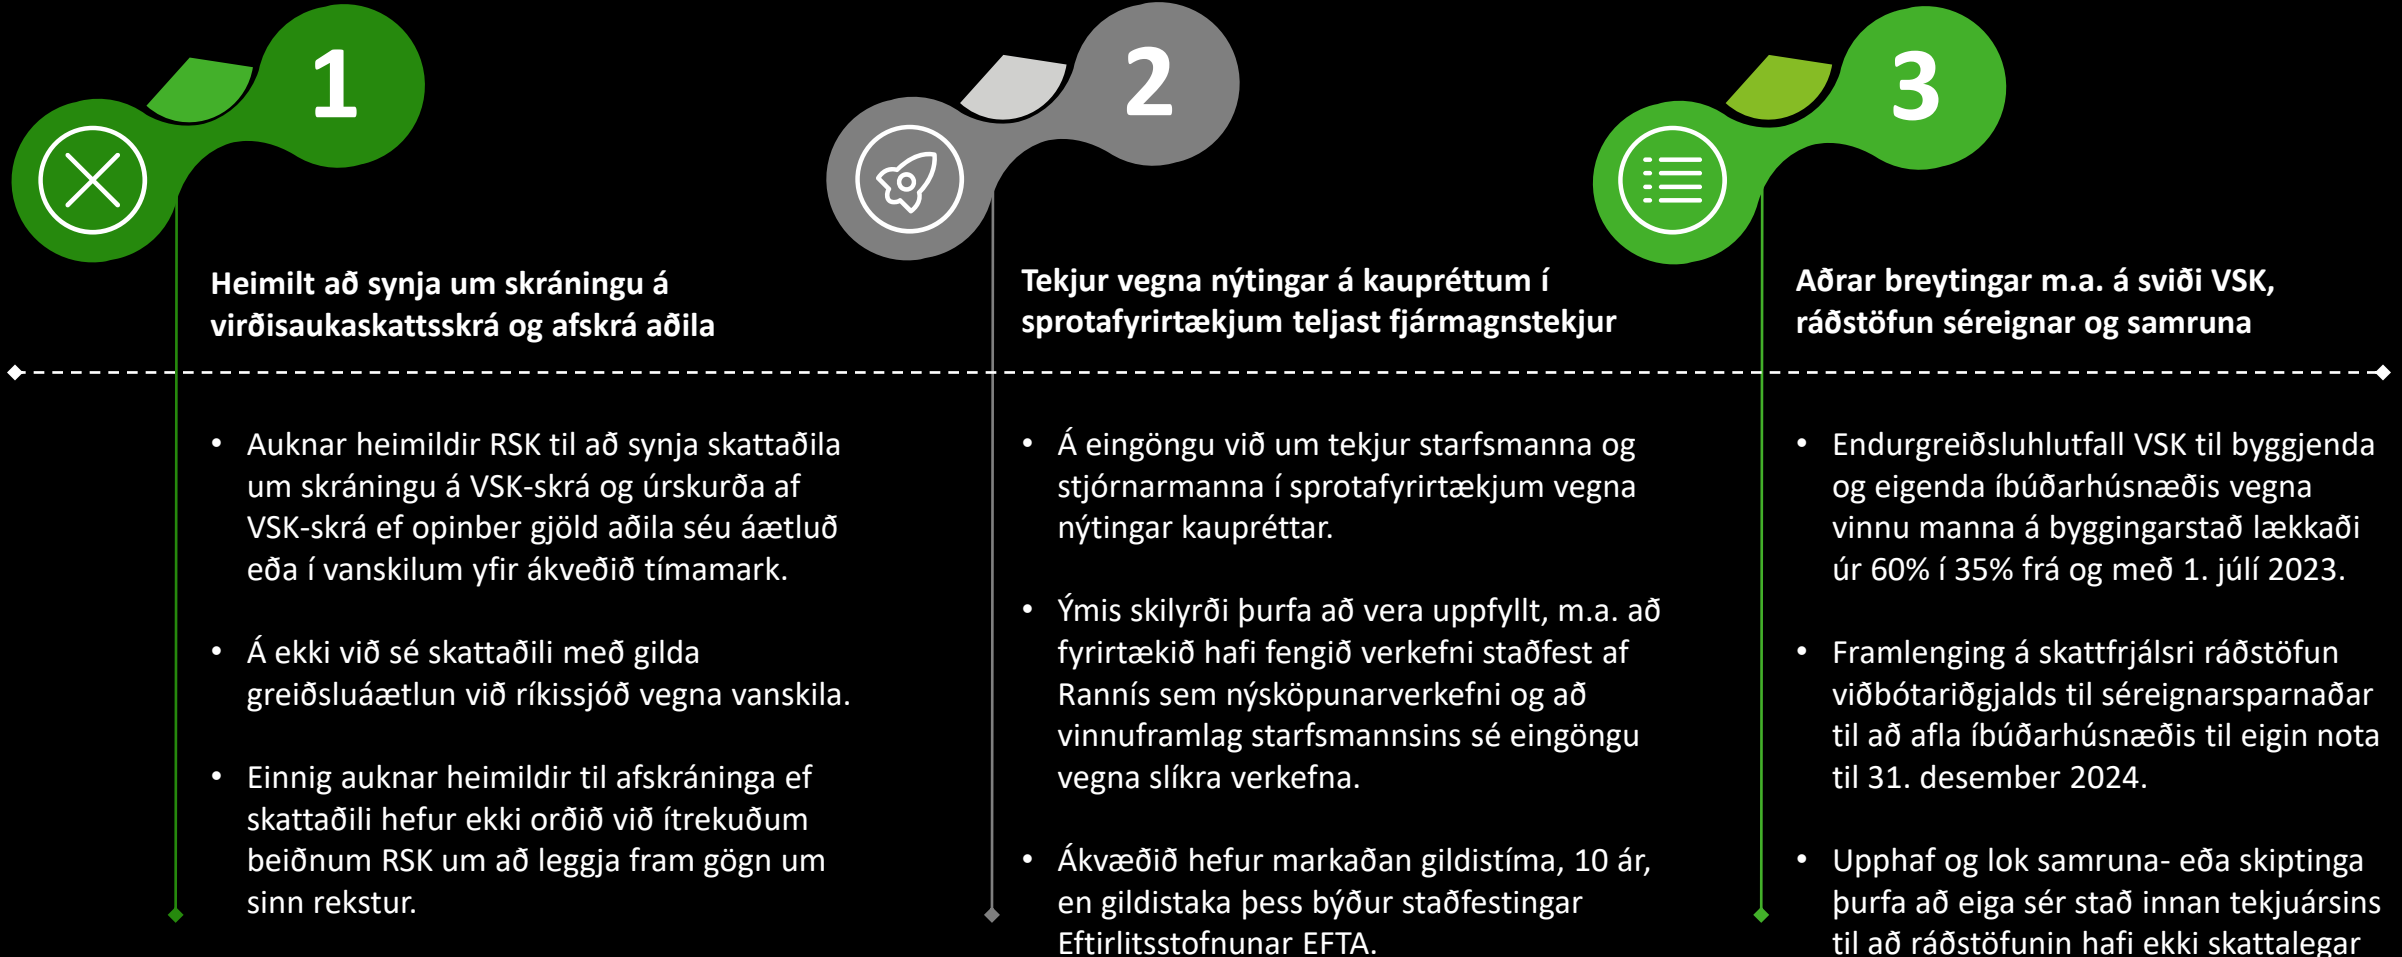 1
Heimilt að synja um skráningu á
virðisaukaskattsskrá og afskrá aðila
• Auknar heimildir RSK til að synja skattaðila
um skráningu á VSK-skrá og úrskurða af
VSK-skrá ef opinber gjöld aðila séu áætluð
eða í vanskilum yfir ákveðið tímamark.
• Á ekki við sé skattaðili með gilda
greiðsluáætlun við ríkissjóð vegna vanskila.
• Einnig auknar heimildir til afskráninga ef
skattaðili hefur ekki orðið við ítrekuðum
beiðnum RSK um að leggja fram gögn um
sinn rekstur.
2
Tekjur vegna nýtingar á kaupréttum í
sprotafyrirtækjum teljast fjármagnstekjur
• Á eingöngu við um tekjur starfsmanna og
stjórnarmanna í sprotafyrirtækjum vegna
nýtingar kaupréttar.
• Ýmis skilyrði þurfa að vera uppfyllt, m.a. að
fyrirtækið hafi fengið verkefni staðfest af
Rannís sem nýsköpunarverkefni og að
vinnuframlag starfsmannsins sé eingöngu
vegna slíkra verkefna.
• Ákvæðið hefur markaðan gildistíma, 10 ár,
en gildistaka þess býður staðfestingar
Eftirlitsstofnunar EFTA.
3
Aðrar breytingar m.a. á sviði VSK,
ráðstöfun séreignar og samruna
• Endurgreiðsluhlutfall VSK til byggjenda
og eigenda íbúðarhúsnæðis vegna
vinnu manna á byggingarstað lækkaði
úr 60% í 35% frá og með 1. júlí 2023.
• Framlenging á skattfrjálsri ráðstöfun
viðbótariðgjalds til séreignarsparnaðar
til að afla íbúðarhúsnæðis til eigin nota
til 31. desember 2024.
• Upphaf og lok samruna- eða skiptinga
þurfa að eiga sér stað innan tekjuársins
til að ráðstöfunin hafi ekki skattalegar